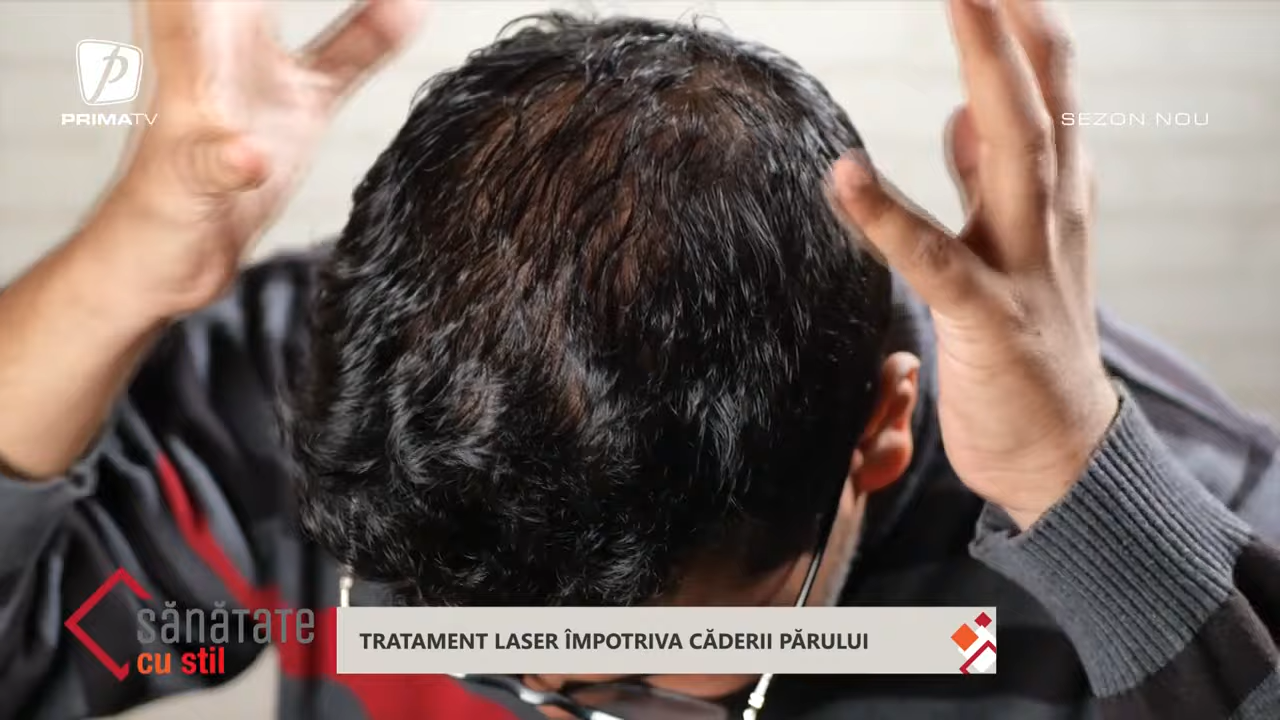 PRIMATV
SEZON NOU
sănătate
cu stil
TRATAMENT LASER ÎMPOTRIVA CĂDERII PĂRULUI